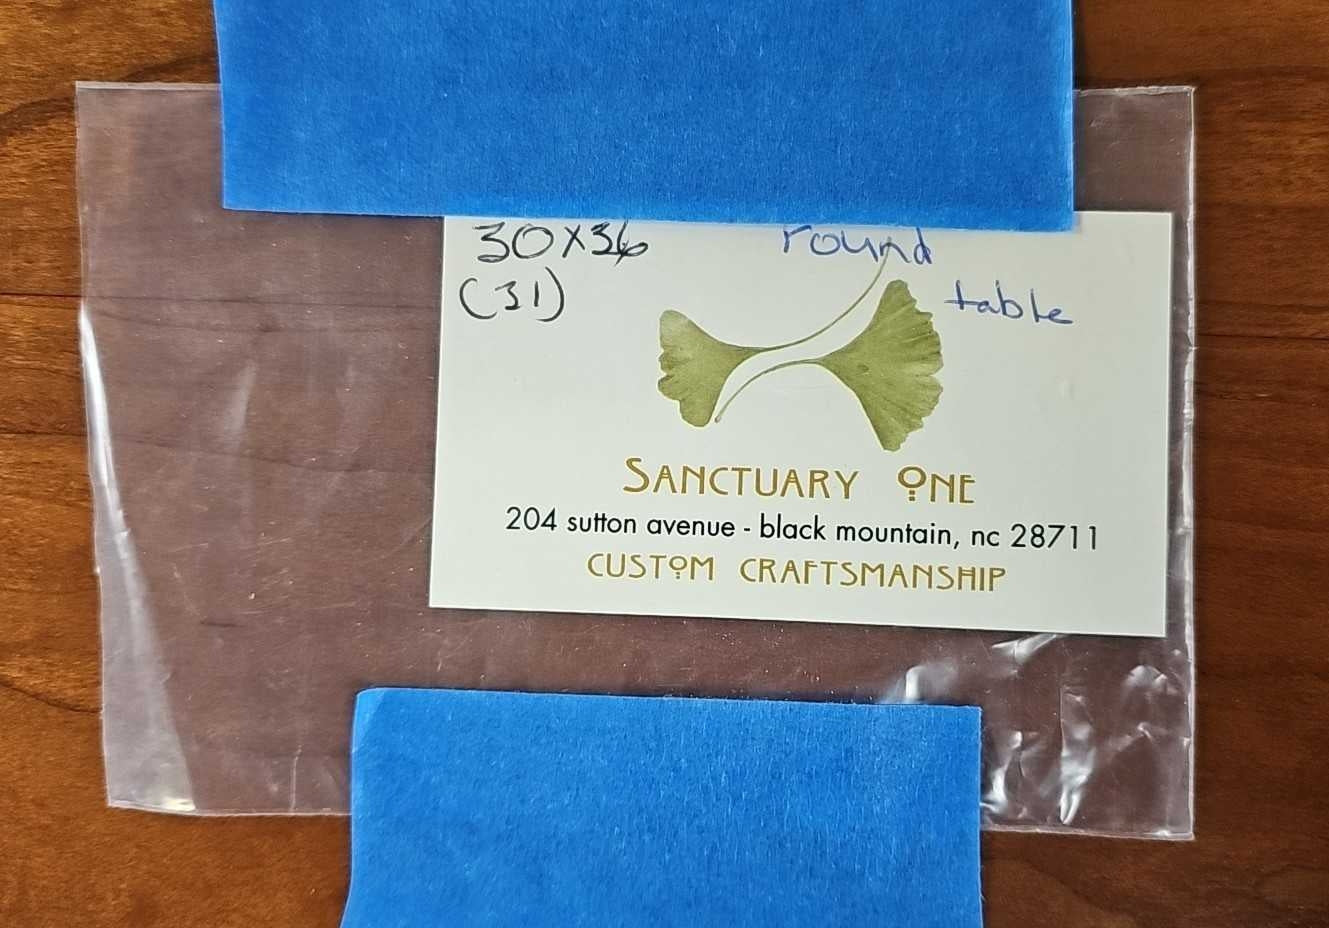 30x36
(31)
round
table
SANCTUARY ONE
204 sutton avenue - black mountain, nc 28711
CUSTOM CRAFTSMANSHIP